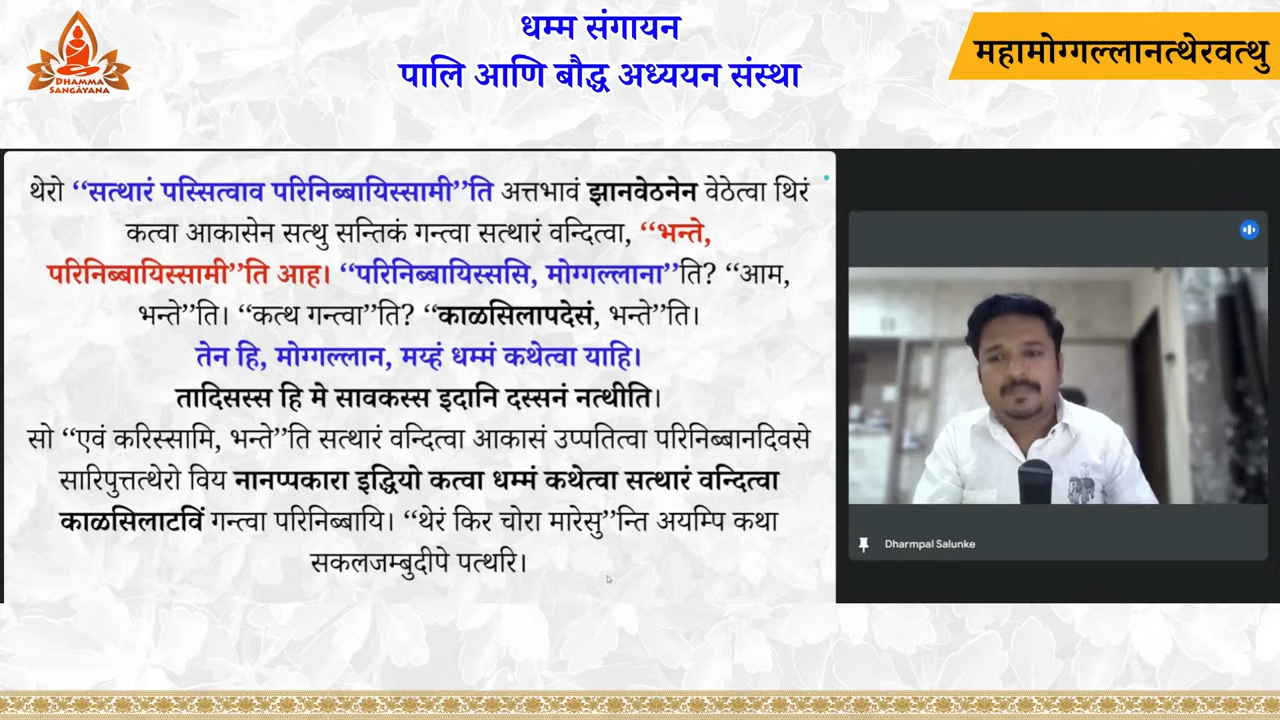 धम्म संगायन
पालि आणि बौद्ध अध्ययन संस्था
महामोग्गल्लानत्थेरवत्थु
DHAMMA
SANGĀYANA
थेरो “सत्थारं पस्सित्वाव परिनिब्बायिस्सामी”ति अत्तभावं झानवेठनेन वेठेत्वा थिरं
कत्वा आकासेन सत्थु सन्तिकं गन्त्वा सत्थारं वन्दित्वा, “भन्ते,
परिनिब्बायिस्सामी”ति आह। “परिनिब्बायिस्ससि, मोग्गल्लाना”ति? “आम,
भन्ते”ति। “कत्थ गन्त्वा”ति? “काळसिलापदेसं, भन्ते”ति।
तेन हि, मोग्गल्लान, मय्हं धम्मं कथेत्वा याहि।
तादिसस्स हि मे सावकस्स इदानि दस्सनं नत्थीति।
सो “एवं करिस्सामि, भन्ते”ति सत्थारं वन्दित्वा आकासं उप्पतित्वा परिनिब्बानदिवसे
सारिपुत्तत्थेरो विय नानप्पकारा इद्धियो कत्वा धम्मं कथेत्वा सत्थारं वन्दित्वा
काळसिलाटविं गन्त्वा परिनिब्बायि। “थेरं किर चोरा मारेसु”न्ति अयम्पि कथा
सकलजम्बुदीपे पत्थरि।
Dharmpal Salunke